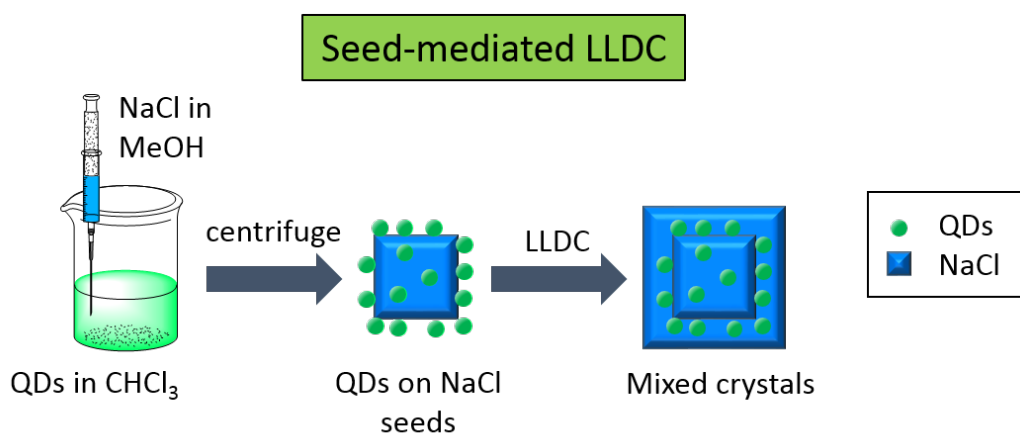 Seed-mediated LLDC
NaCl in
MeOH
centrifuge
LLDC
QDs
NaCl
QDs in CHCl₃
QDs on NaCl
seeds
Mixed crystals